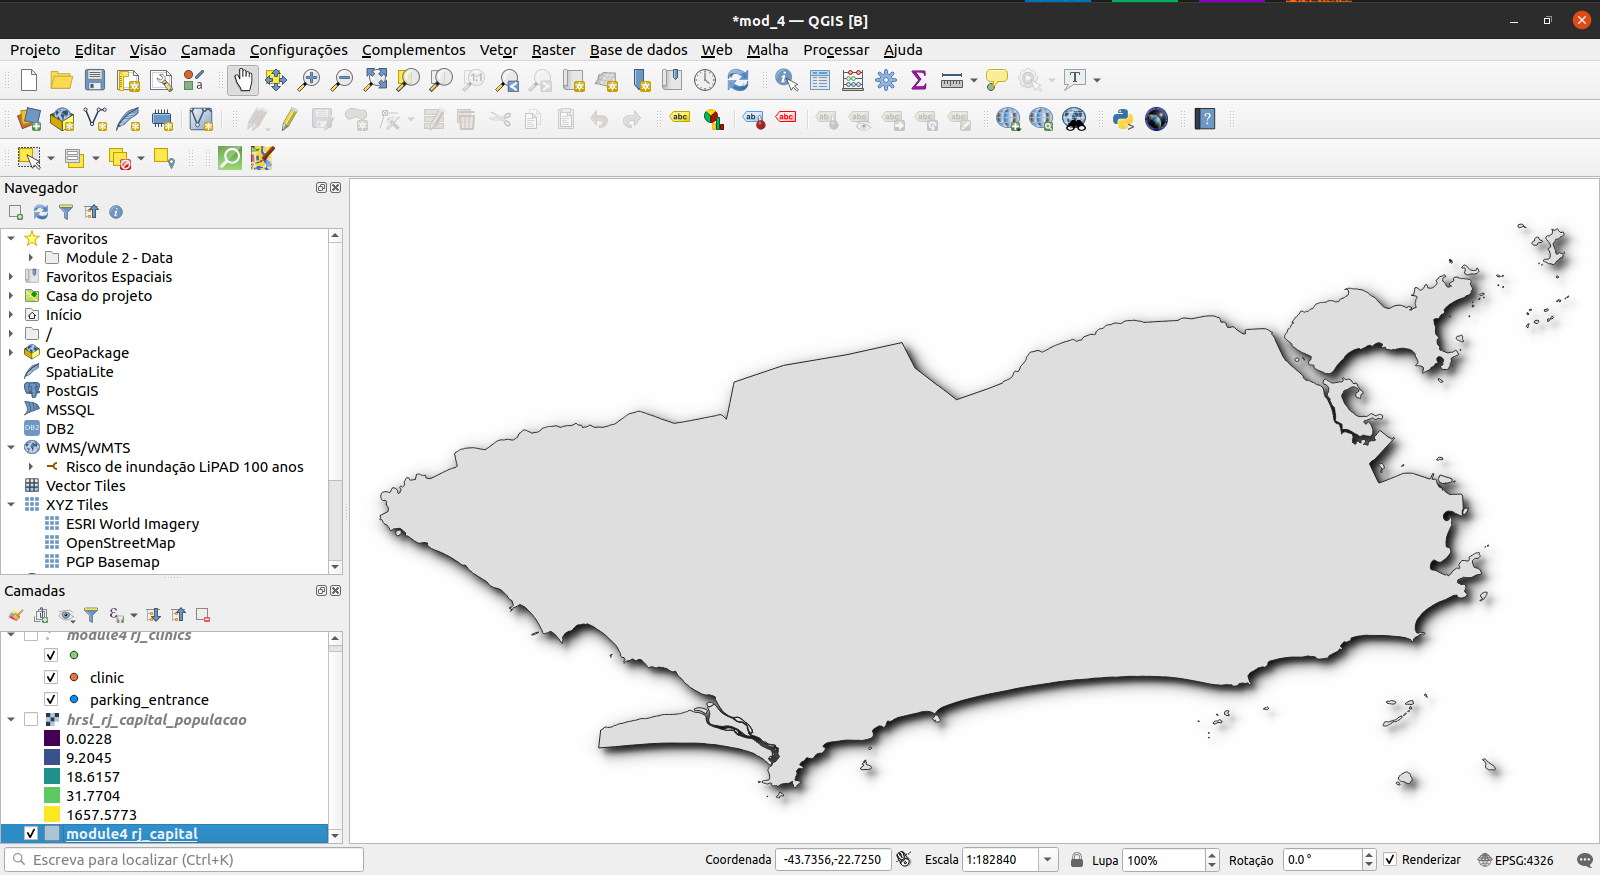 *mod_4 — QGIS [B]
Projeto Editar Visão Camada Configurações Complementos Vetor Raster Base de dados Web Malha Processar Ajuda
Navegador
Favoritos
Module 2 - Data
Favoritos Espaciais
Casa do projeto
Início
/
GeoPackage
SpatiaLite
PostGIS
MSSQL
DB2
WMS/WMTS
Risco de inundação LiPAD 100 anos
Vector Tiles
XYZ Tiles
ESRI World Imagery
OpenStreetMap
PGP Basemap
Camadas
module4 rj_clinics
clinic
parking_entrance
hrsl_rj_capital_populacao
0.0228
9.2045
18.6157
31.7704
1657.5773
module4 rj_capital
Escreva para localizar (Ctrl+K) Coordenada -43.7356,-22.7250 Escala 1:182840 Lupa 100% Rotação 0.0 ° Renderizar EPSG:4326